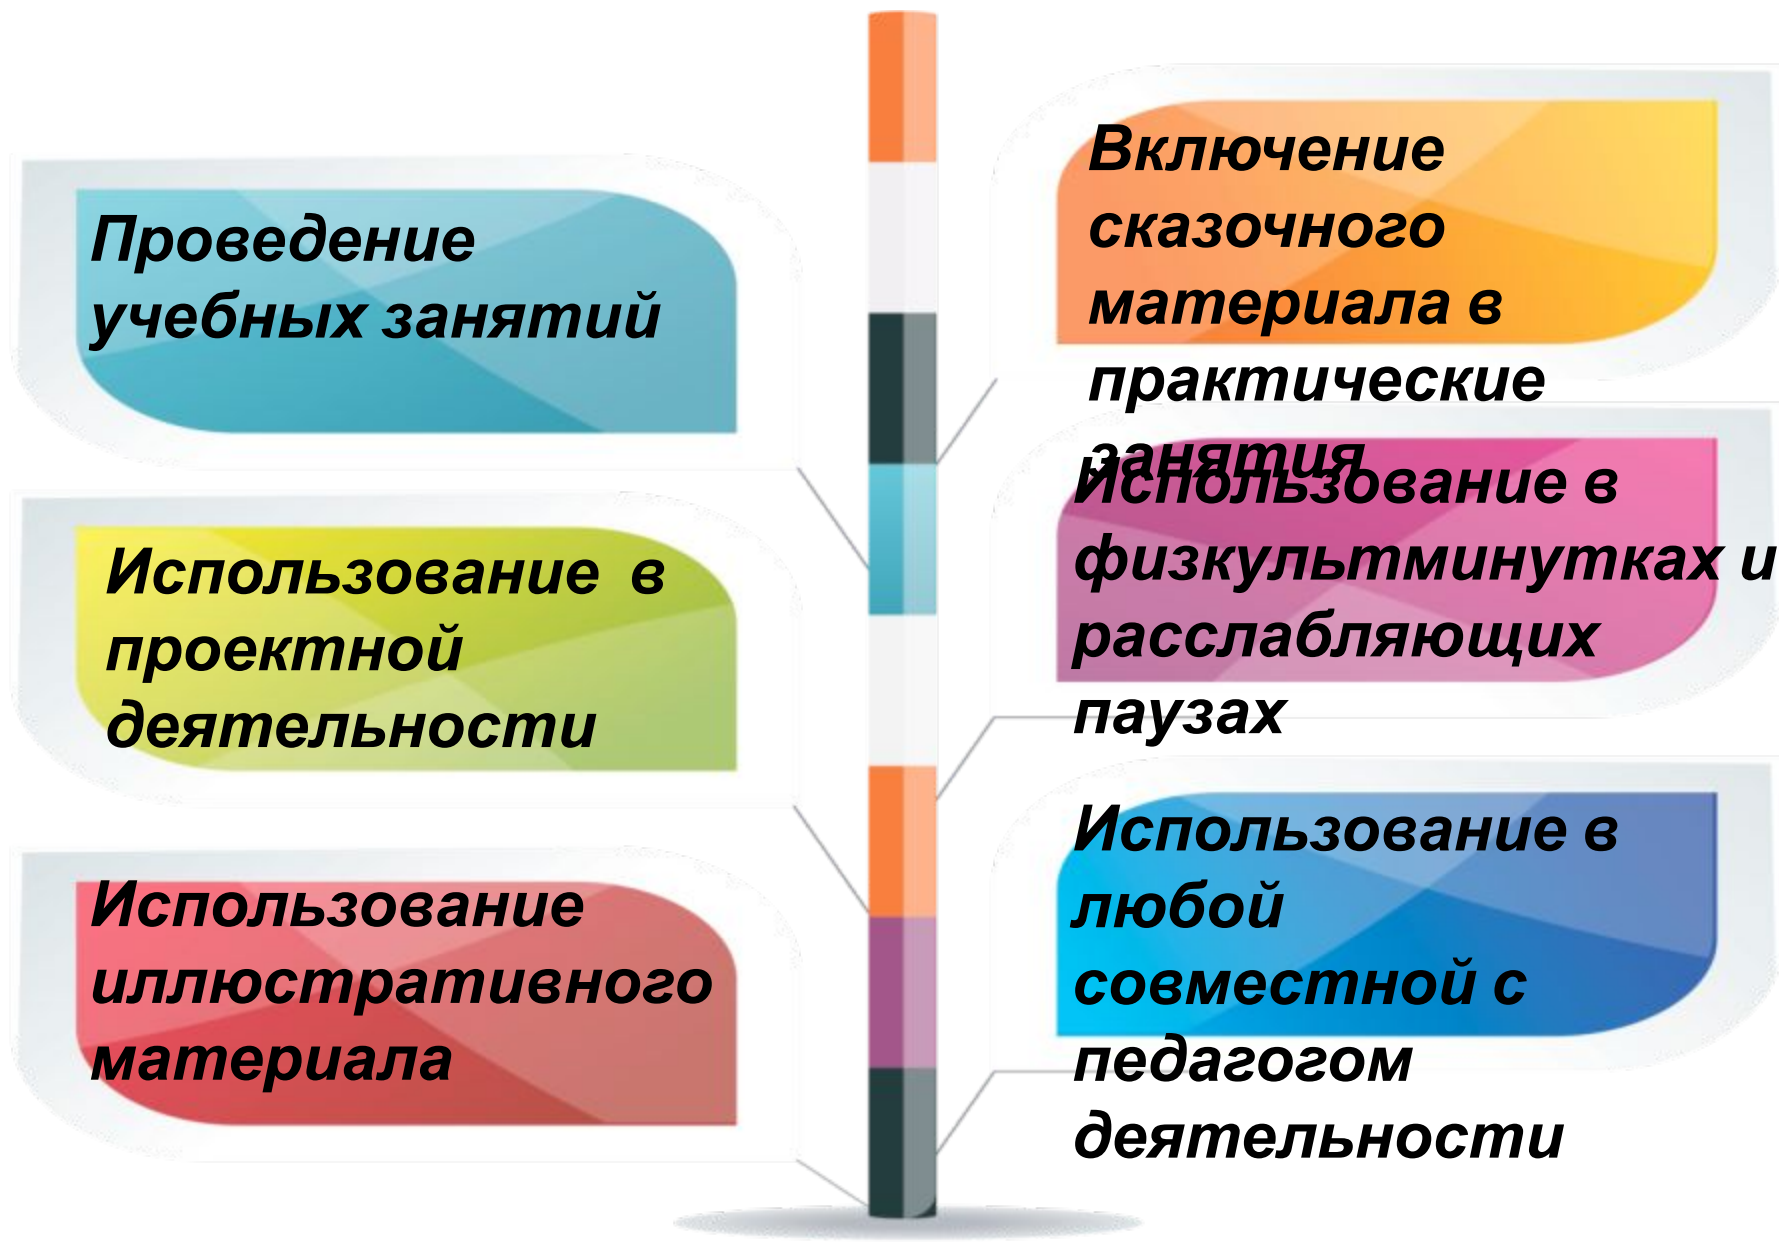 Проведение
учебных занятий
Использование в
проектной
деятельности
Использование
иллюстративного
материала
Включение
сказочного
материала в
практические
занятия
Использование в
физкультминутках и
расслабляющих
паузах
Использование в
любой
совместной с
педагогом
деятельности